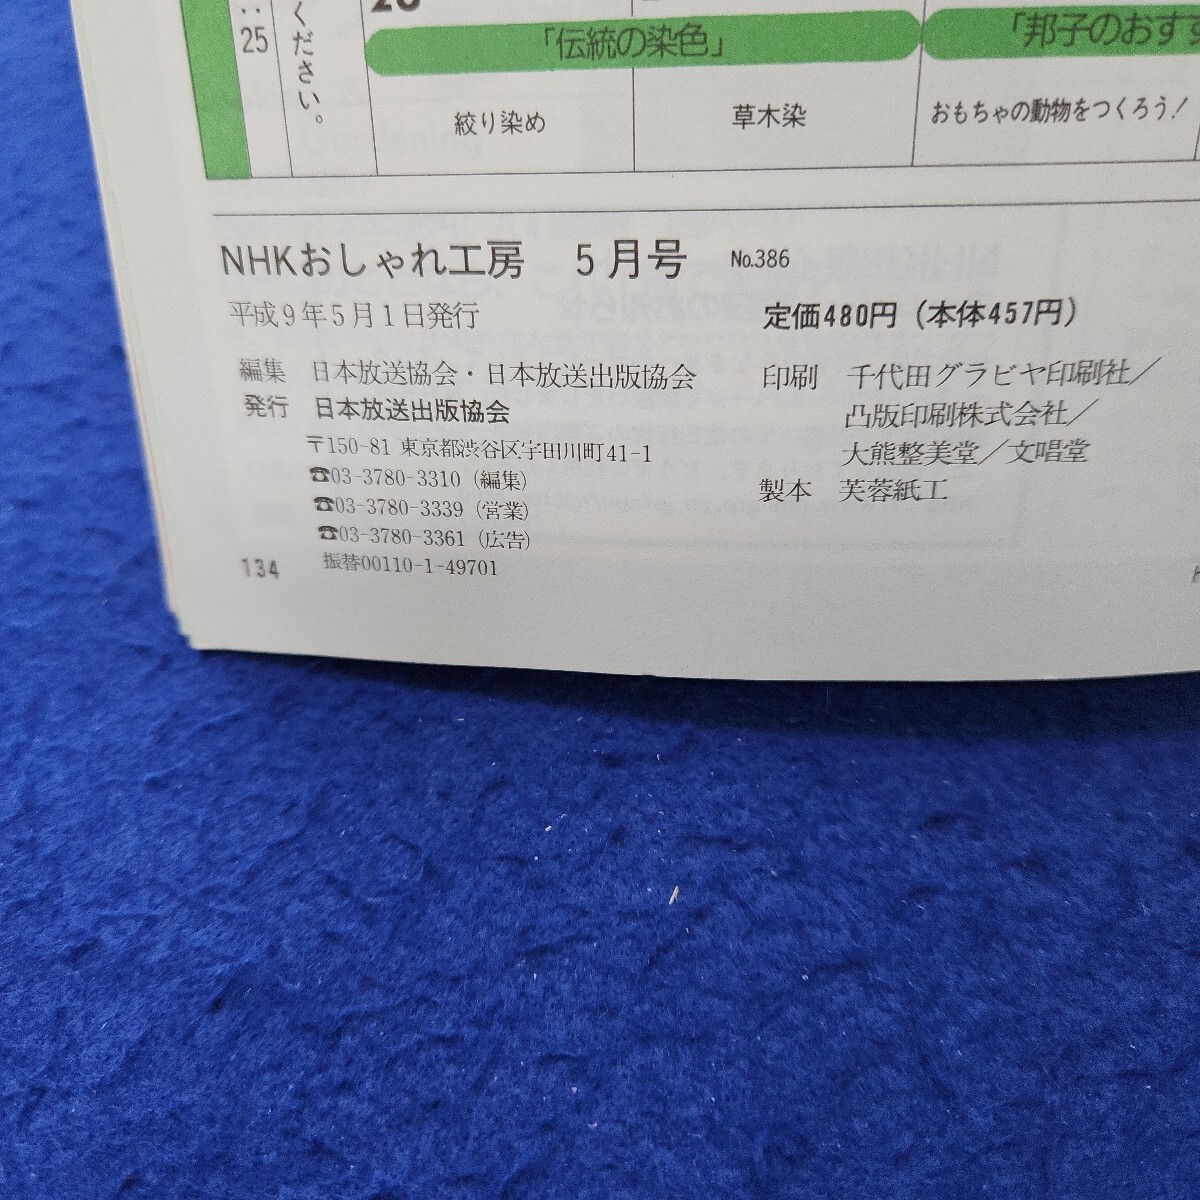 25
ください。
「伝統の染色」
「邦子のおすす
絞り染め
草木染
おもちゃの動物をつくろう！
NHKおしゃれ工房　5月号　No.386
平成9年5月1日発行
定価480円（本体457円）
編集　日本放送協会・日本放送出版協会
発行　日本放送出版協会
〒150-81 東京都渋谷区宇田川町41-1
☎03-3780-3310（編集）
☎03-3780-3339（営業）
☎03-3780-3361（広告）
振替00110-1-49701
印刷　千代田グラビヤ印刷社／
凸版印刷株式会社／
大熊整美堂／文唱堂
製本　芙蓉紙工
134